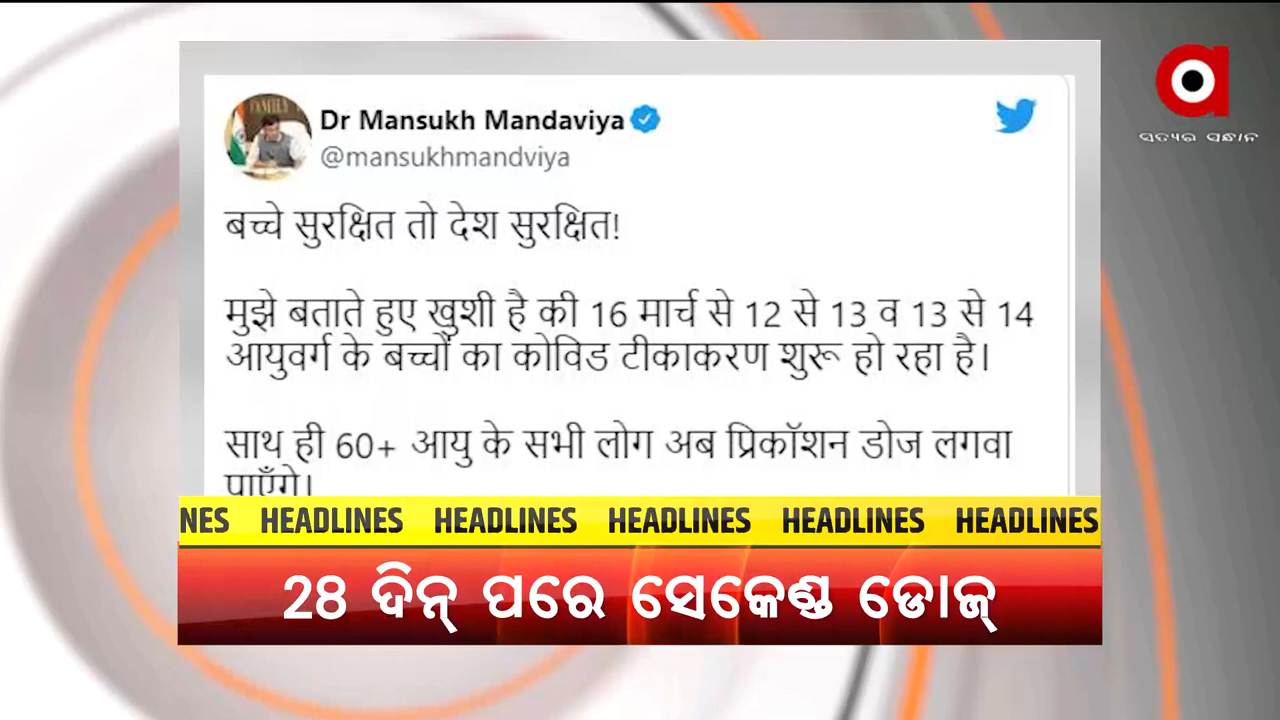 Dr Mansukh Mandaviya
@mansukhmandviya
ସତ୍ୟର ସନ୍ଧାନ
बच्चे सुरक्षित तो देश सुरक्षित!
मुझे बताते हुए खुशी है की 16 मार्च से 12 से 13 व 13 से 14
आयुवर्ग के बच्चों का कोविड टीकाकरण शुरू हो रहा है।
साथ ही 60+ आयु के सभी लोग अब प्रिकॉशन डोज लगवा
पाएँगे।
NES HEADLINES HEADLINES HEADLINES HEADLINES HEADLINES
28 ଦିନ୍ ପରେ ସେକେଣ୍ଡ ଡୋଜ୍